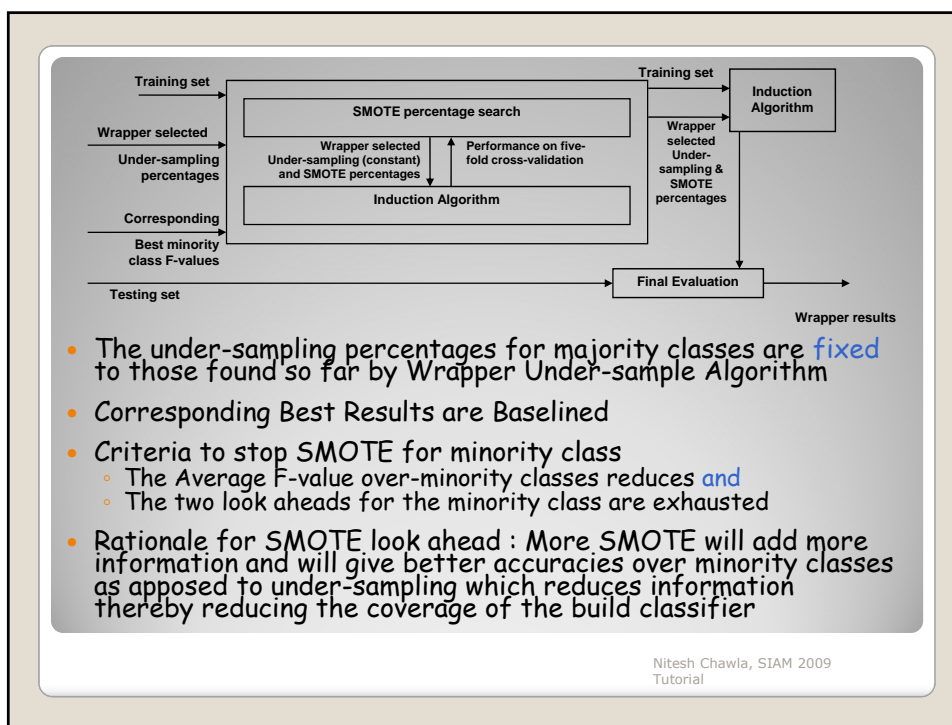 Training set
Wrapper selected
Under-sampling
percentages
Corresponding
Best minority
class F-values
Testing set
SMOTE percentage search
Wrapper selected
Under-sampling (constant)
and SMOTE percentages
Performance on five-
fold cross-validation
Induction Algorithm
Training set
Wrapper
selected
Under-
sampling &
SMOTE
percentages
Induction
Algorithm
Final Evaluation
Wrapper results
• The under-sampling percentages for majority classes are fixed
to those found so far by Wrapper Under-sample Algorithm
• Corresponding Best Results are Baselined
• Criteria to stop SMOTE for minority class
◦ The Average F-value over-minority classes reduces and
◦ The two look aheads for the minority class are exhausted
• Rationale for SMOTE look ahead : More SMOTE will add more
information and will give better accuracies over minority classes
as apposed to under-sampling which reduces information
thereby reducing the coverage of the build classifier
Nitesh Chawla, SIAM 2009
Tutorial